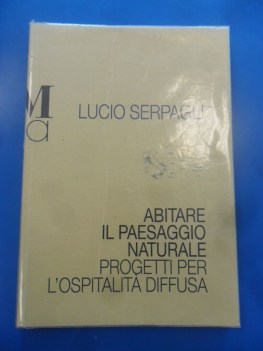 M
a
LUCIO SERPAGLI
ABITARE
IL PAESAGGIO
NATURALE
PROGETTI PER
L'OSPITALITÀ DIFFUSA